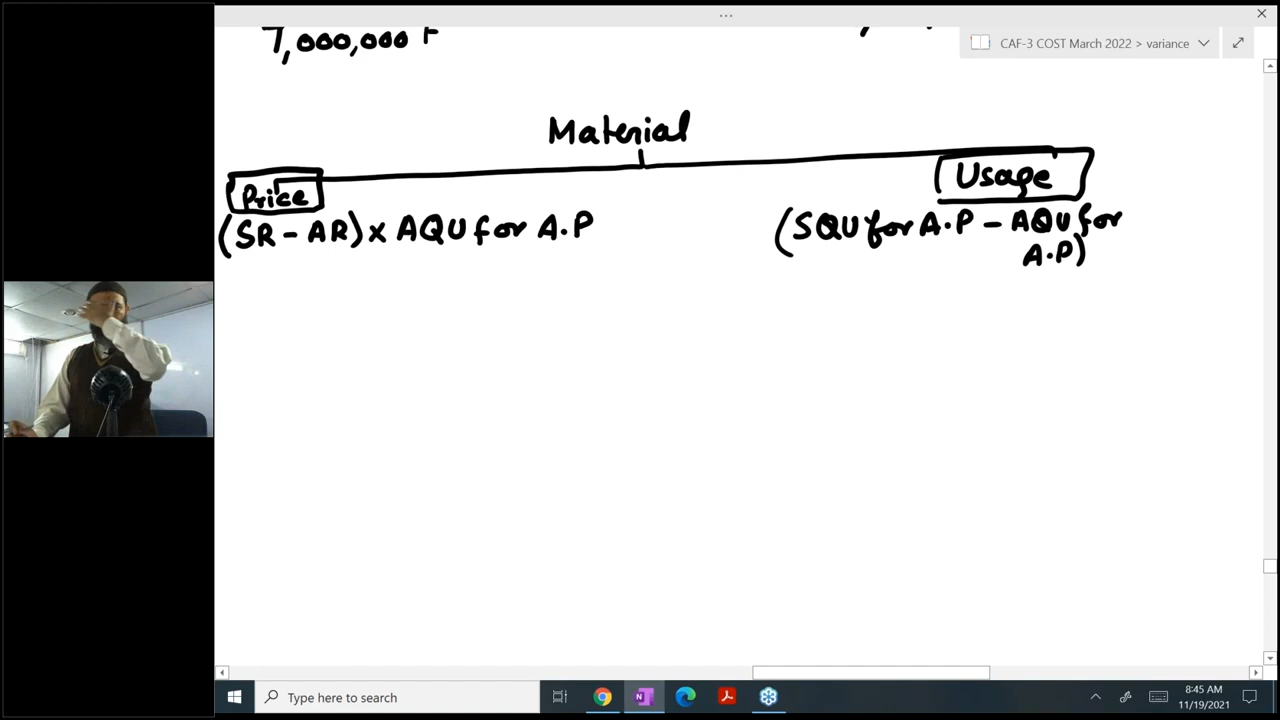 CAF-3 COST March 2022 > variance
7,000,000 F
Material
Price
Usage
(SR - AR) x AQU for A.P
(SQU for A.P - AQU for
A.P)
Type here to search
8:45 AM
11/19/2021